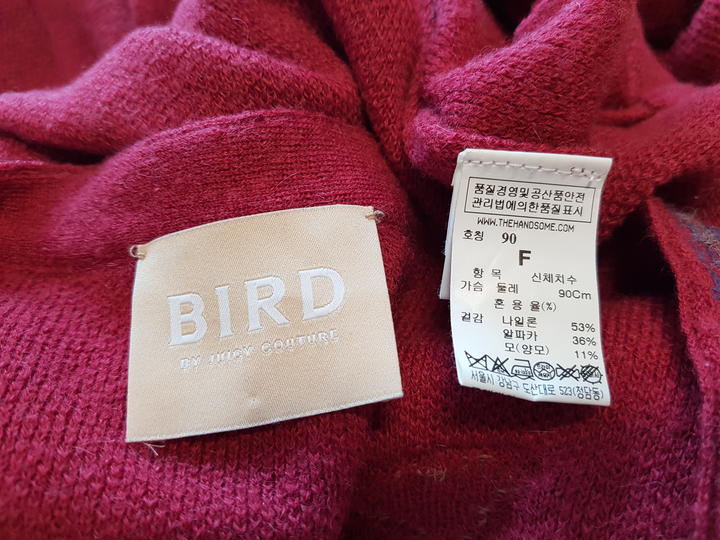 BIRD
BY JUICY COUTURE
품질경영및공산품안전
관리법에의한품질표시
WWW.THEHANDSOME.COM
호칭 90
F
항 목 신체치수
가슴 둘레 90Cm
혼 용 율(%)
겉감 나일론 53%
알파카 36%
모(양모) 11%
서울시 강남구 도산대로 523(청담동)